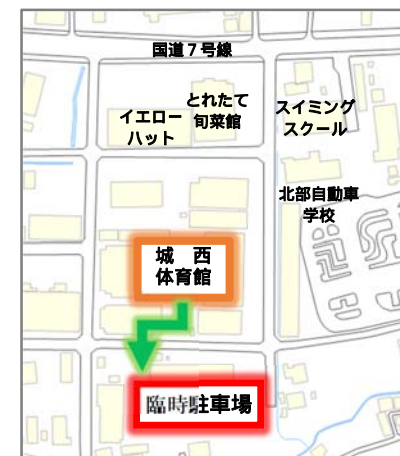 国道７号線
とれたて
旬菜館
イエロー
ハット
スイミング
スクール
北部自動車
学校
城　西
体育館
臨時駐車場